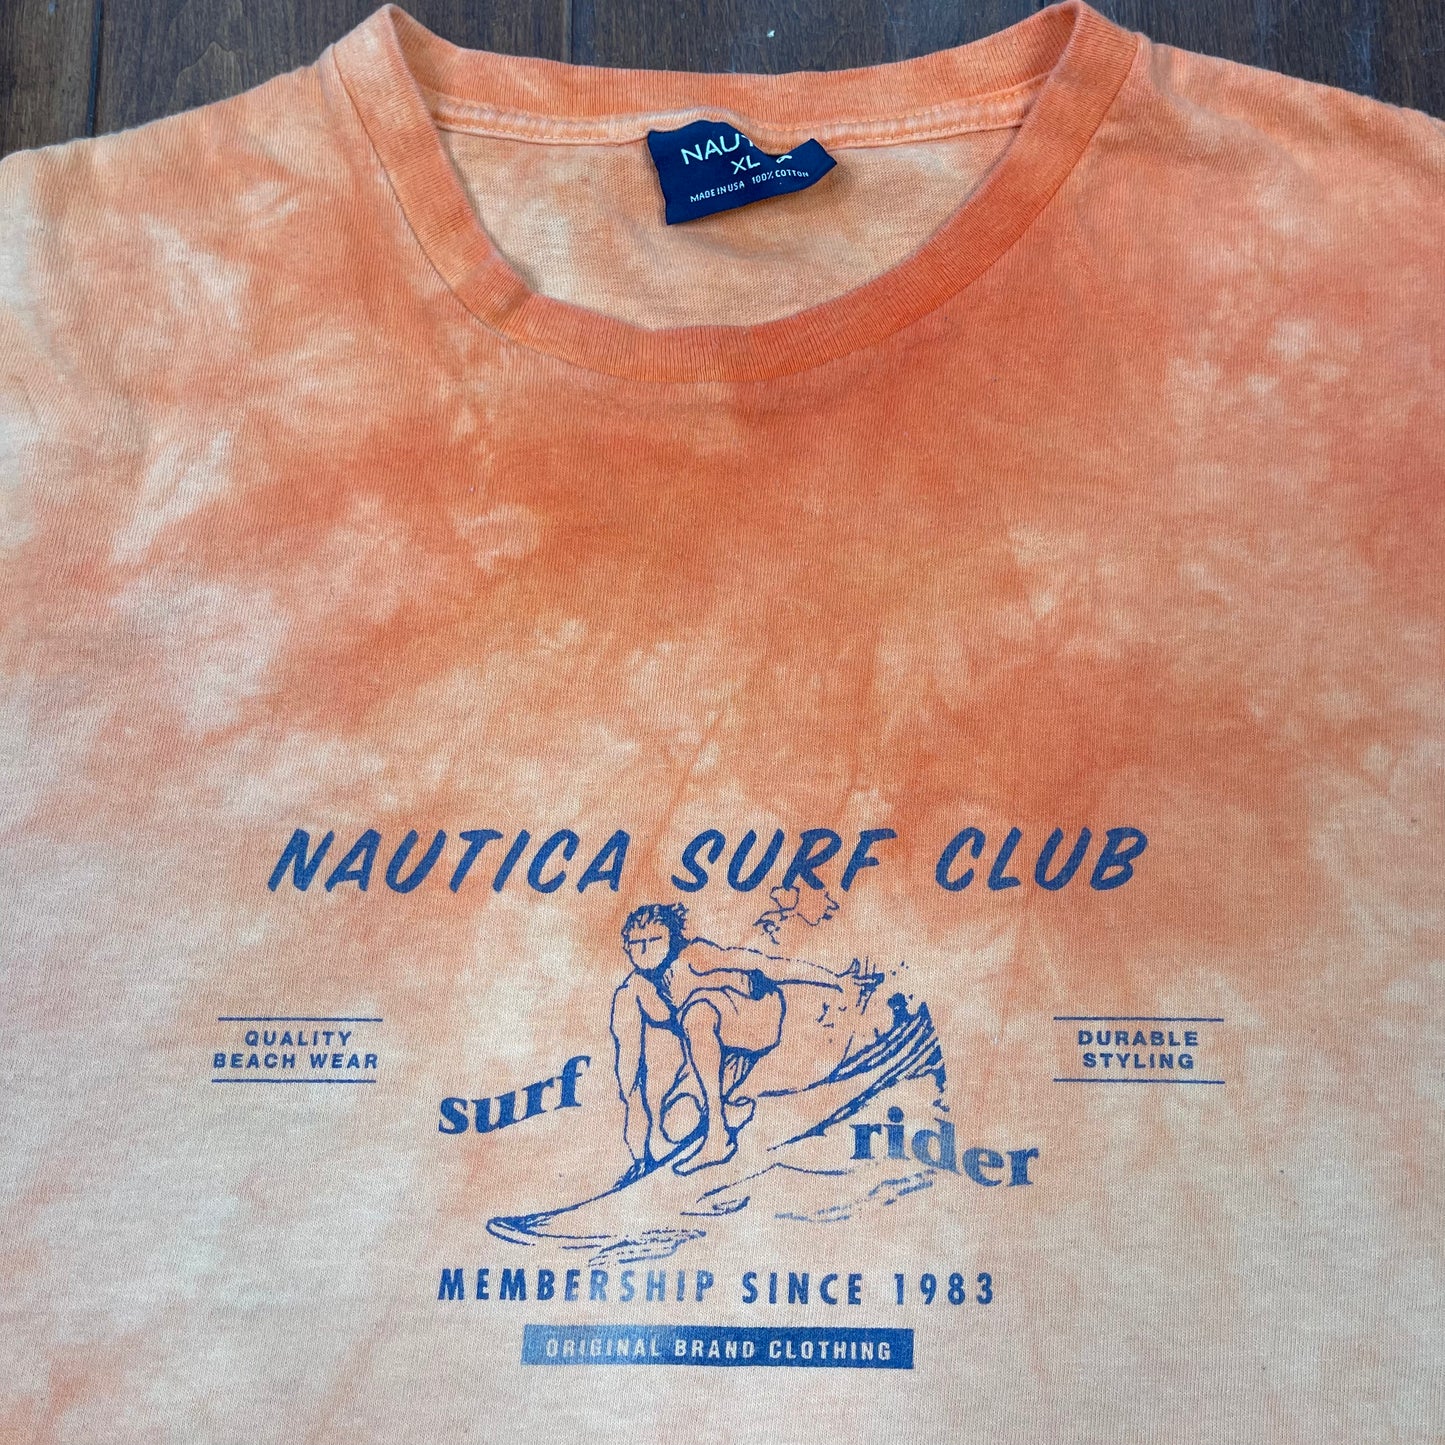 XL
MADE IN USA 100% COTTON
NAUTICA SURF CLUB
QUALITY
BEACH WEAR
DURABLE
STYLING
surf
rider
MEMBERSHIP SINCE 1983
ORIGINAL BRAND CLOTHING